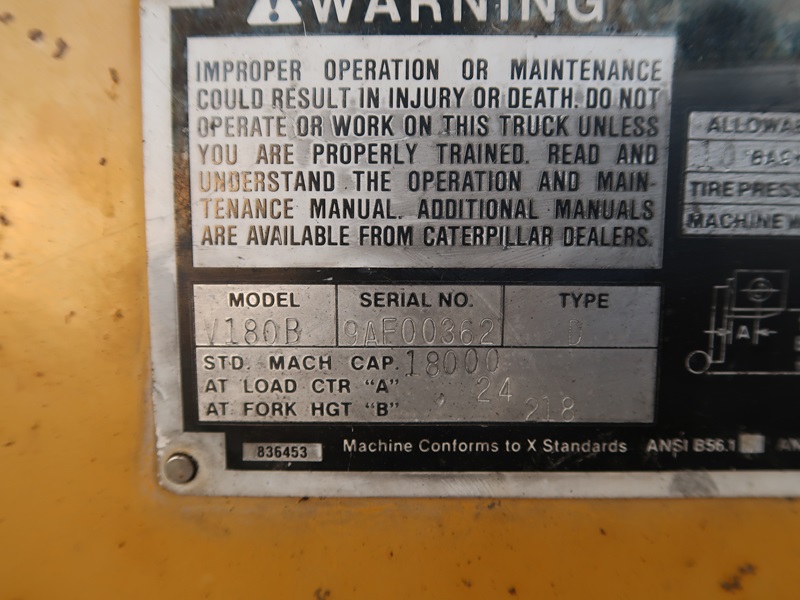 WARNING
IMPROPER OPERATION OR MAINTENANCE
COULD RESULT IN INJURY OR DEATH. DO NOT
OPERATE OR WORK ON THIS TRUCK UNLESS
YOU ARE PROPERLY TRAINED. READ AND
UNDERSTAND THE OPERATION AND MAIN-
TENANCE MANUAL. ADDITIONAL MANUALS
ARE AVAILABLE FROM CATERPILLAR DEALERS.
MODEL SERIAL NO. TYPE
V180B 9AF00362 D
STD. MACH CAP. 18000
AT LOAD CTR "A" 24
AT FORK HGT "B" 218
836453 Machine Conforms to X Standards ANSI B56.1
TIRE PRESS
MACHINE
A